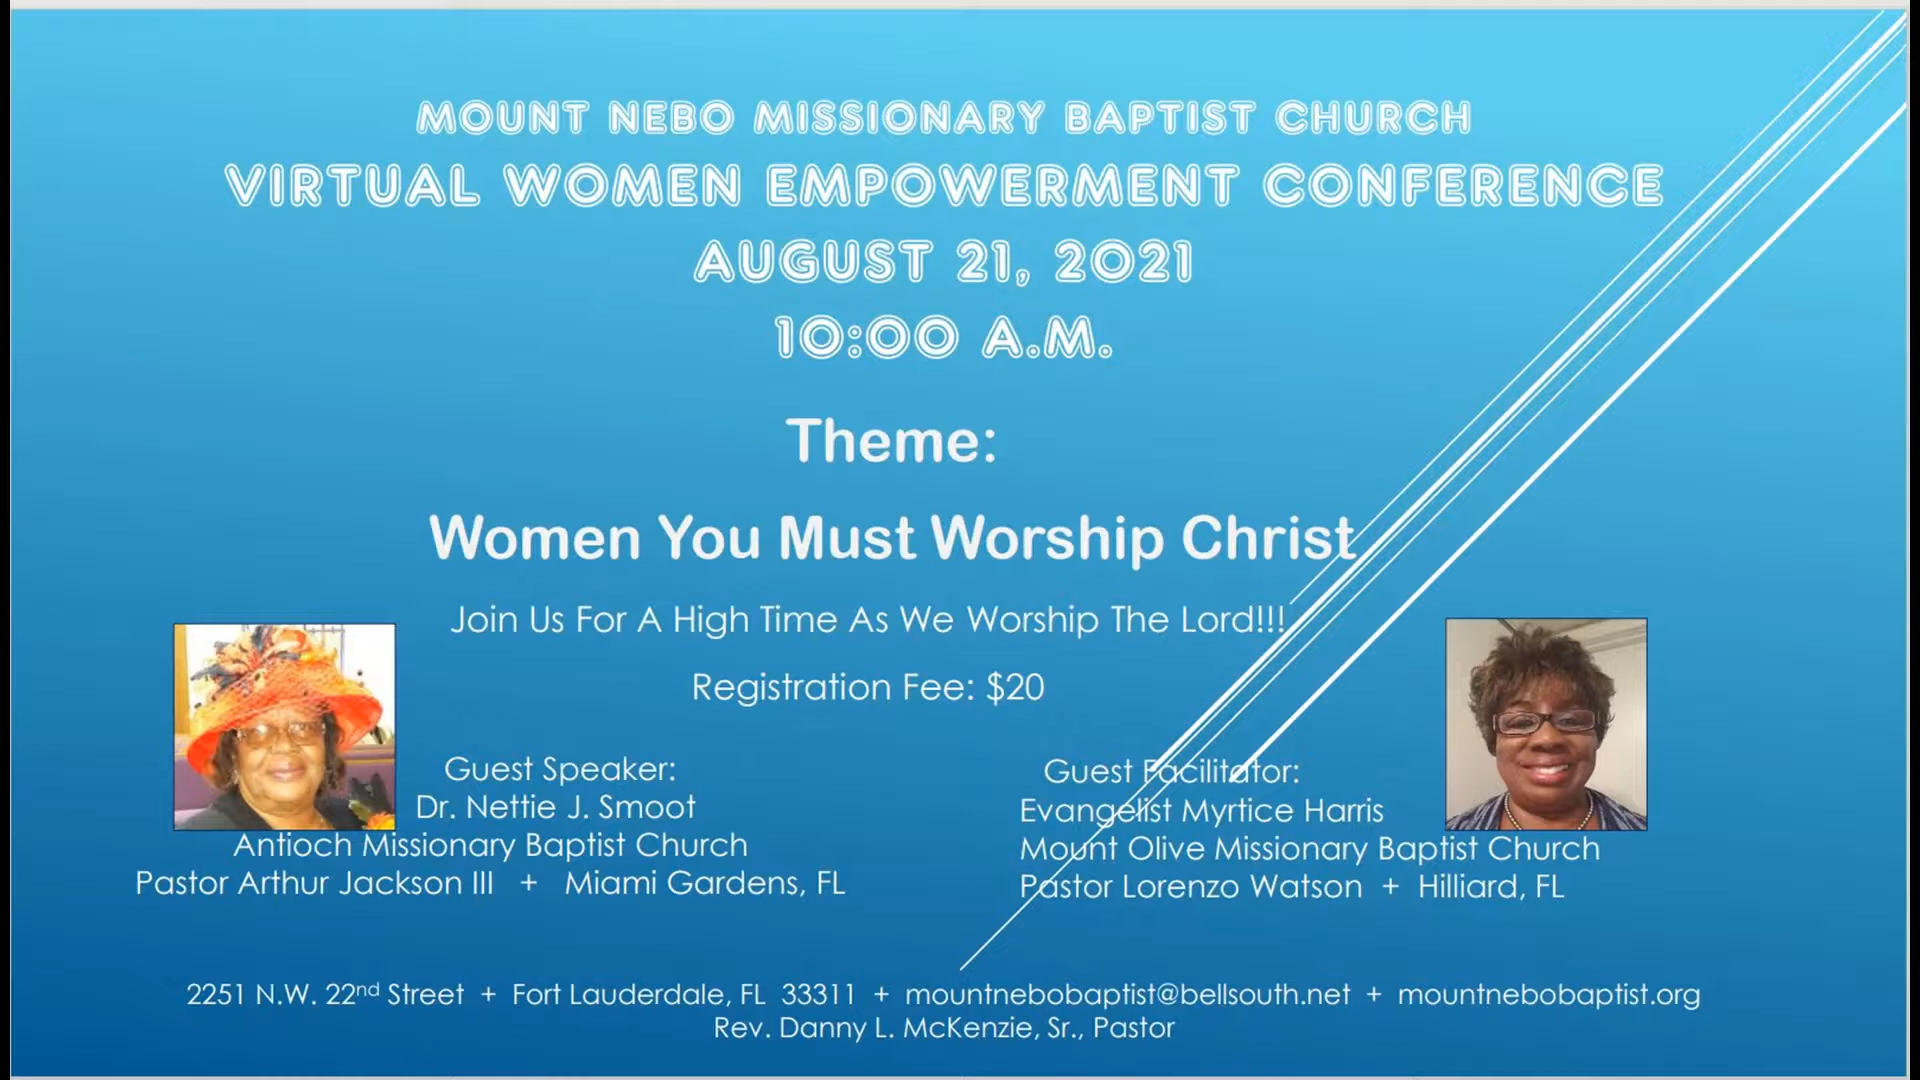 MOUNT NEBO MISSIONARY BAPTIST CHURCH
VIRTUAL WOMEN EMPOWERMENT CONFERENCE
AUGUST 21, 2021
10:00 A.M.
Theme:
Women You Must Worship Christ
Join Us For A High Time As We Worship The Lord!!!
Registration Fee: $20
Guest Speaker:
Dr. Nettie J. Smoot
Antioch Missionary Baptist Church
Pastor Arthur Jackson III + Miami Gardens, FL
Guest Facilitator:
Evangelist Myrtice Harris
Mount Olive Missionary Baptist Church
Pastor Lorenzo Watson + Hilliard, FL
2251 N.W. 22nd Street + Fort Lauderdale, FL 33311 + mountnebobaptist@bellsouth.net + mountnebobaptist.org
Rev. Danny L. McKenzie, Sr., Pastor